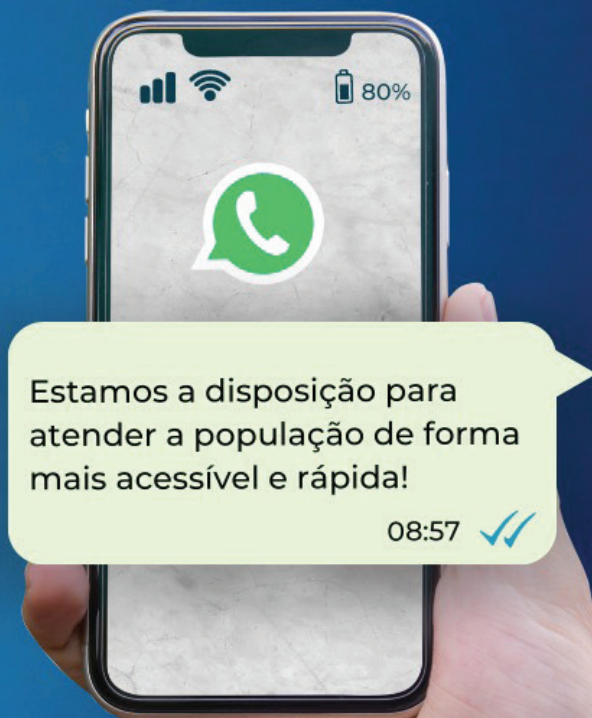 80%
Estamos a disposição para
atender a população de forma
mais acessível e rápida!
08:57